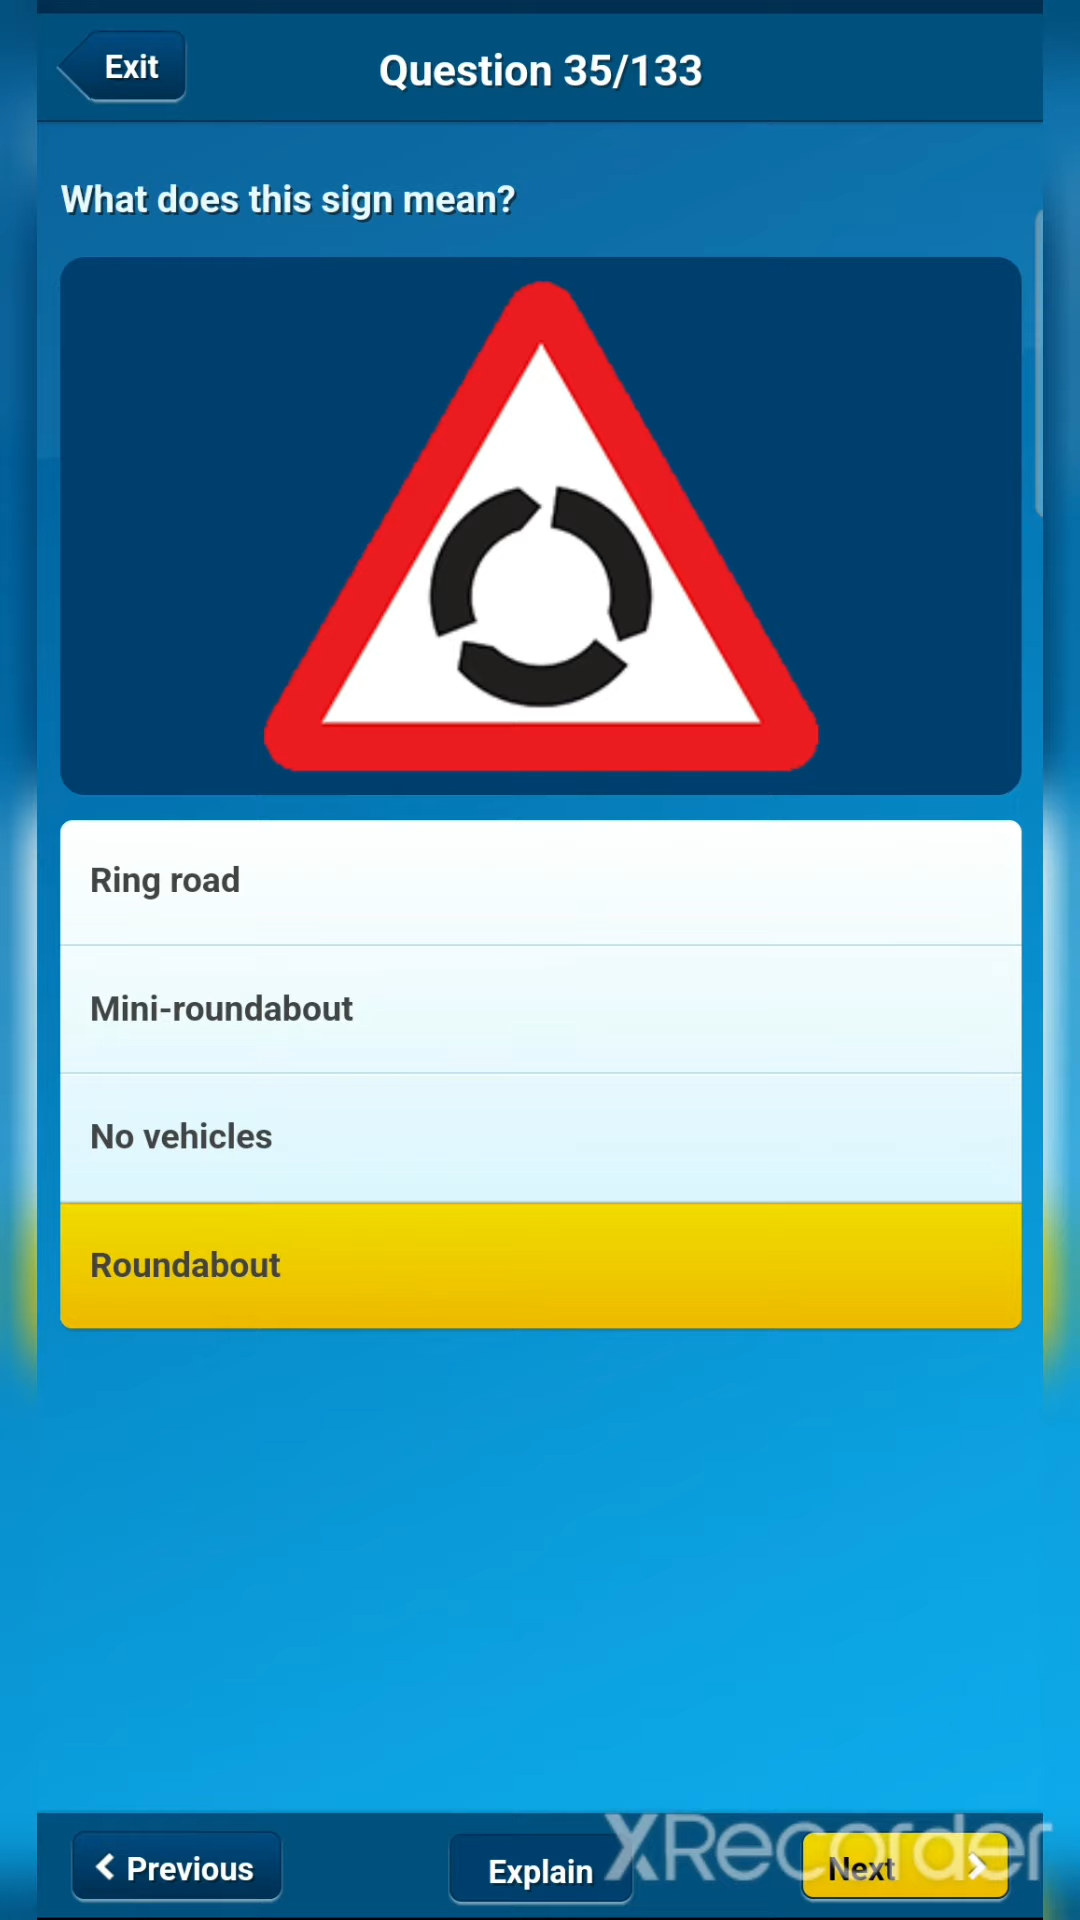 Exit
Question 35/133
What does this sign mean?
Ring road
Mini-roundabout
No vehicles
Roundabout
Previous
Explain
Next
XRecorder